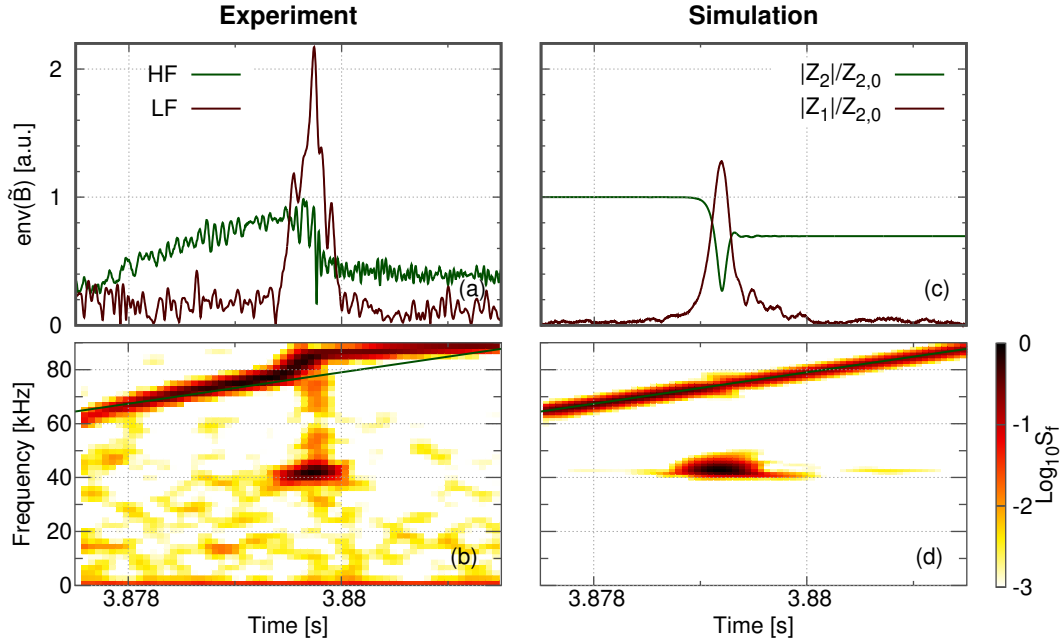 Experiment
Simulation
env(B̃) [a.u.]
2
1
0
HF
LF
(a)
|Z₂|/Z₂,₀
|Z₁|/Z₂,₀
(c)
Frequency [kHz]
80
60
40
20
0
(b)
(d)
3.878
3.88
Time [s]
3.878
3.88
Time [s]
0
-1
-2
-3
Log₁₀S_f